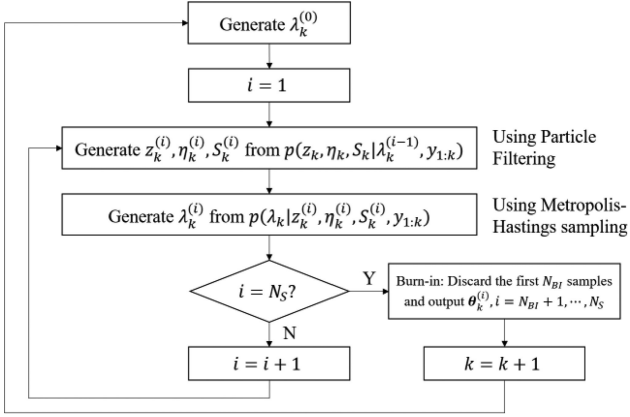 Generate λ_k^(0)
i = 1
Generate z_k^(i), η_k^(i), S_k^(i) from p(z_k, η_k, S_k|λ_k^(i−1), y_1:k)
Using Particle
Filtering
Generate λ_k^(i) from p(λ_k|z_k^(i), η_k^(i), S_k^(i), y_1:k)
Using Metropolis-
Hastings sampling
i = N_S?
Y
Burn-in: Discard the first N_BI samples
and output θ_k^(i), i = N_BI + 1, ⋯, N_S
N
i = i + 1
k = k + 1